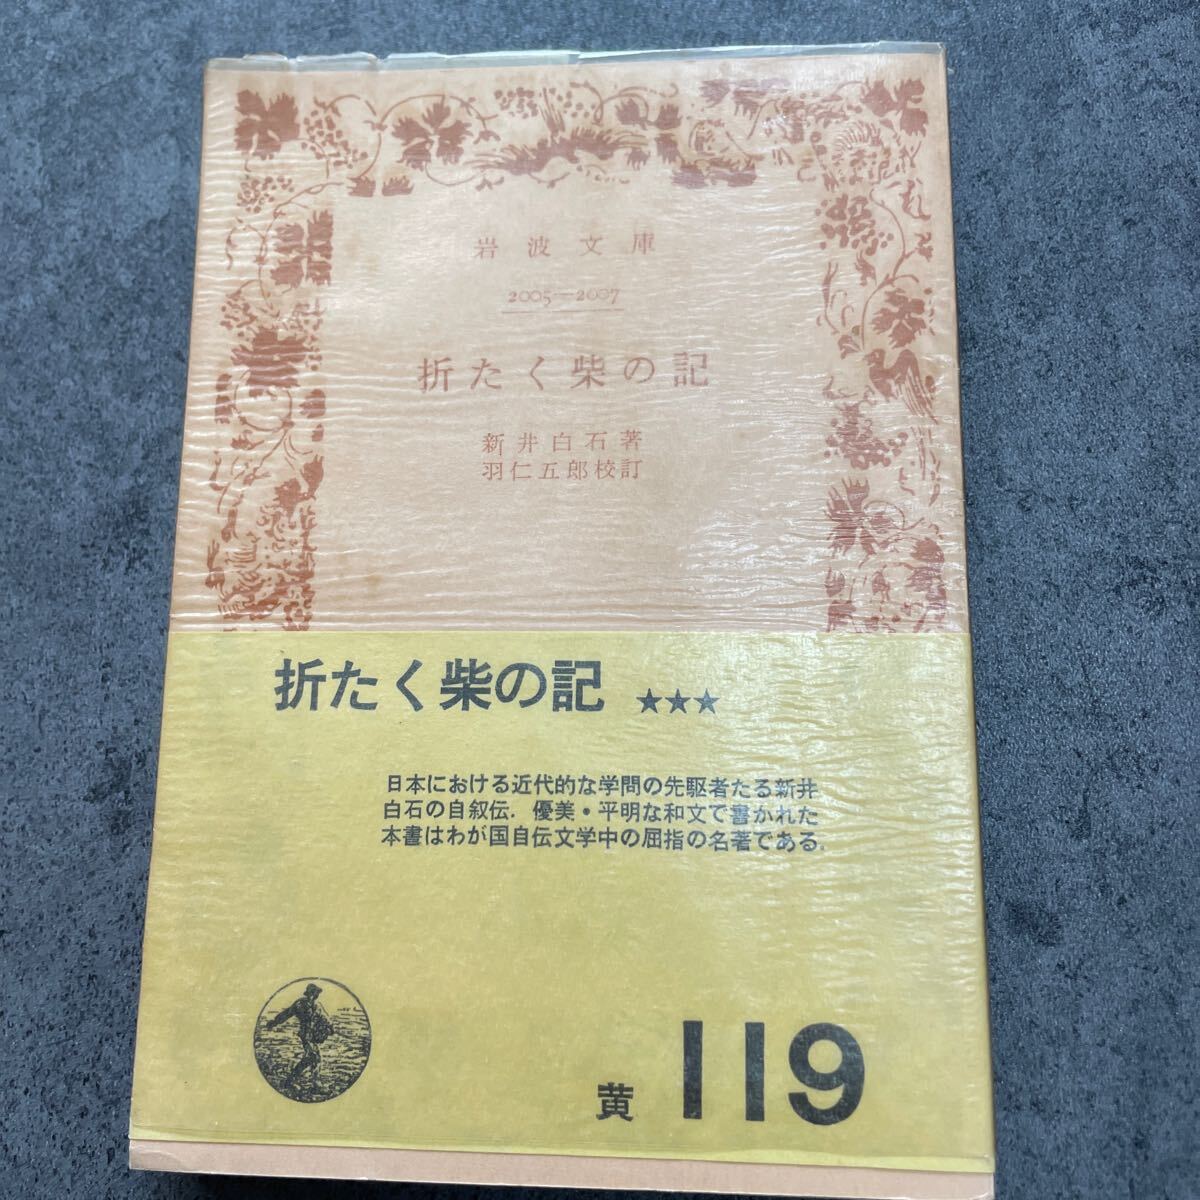 岩波文庫
2005—2007
折たく柴の記
新井白石著
羽仁五郎校訂
折たく柴の記 ★★★
日本における近代的な学問の先駆者たる新井
白石の自叙伝．優美・平明な和文で書かれた
本書はわが国自伝文学中の屈指の名著である．
黄 119